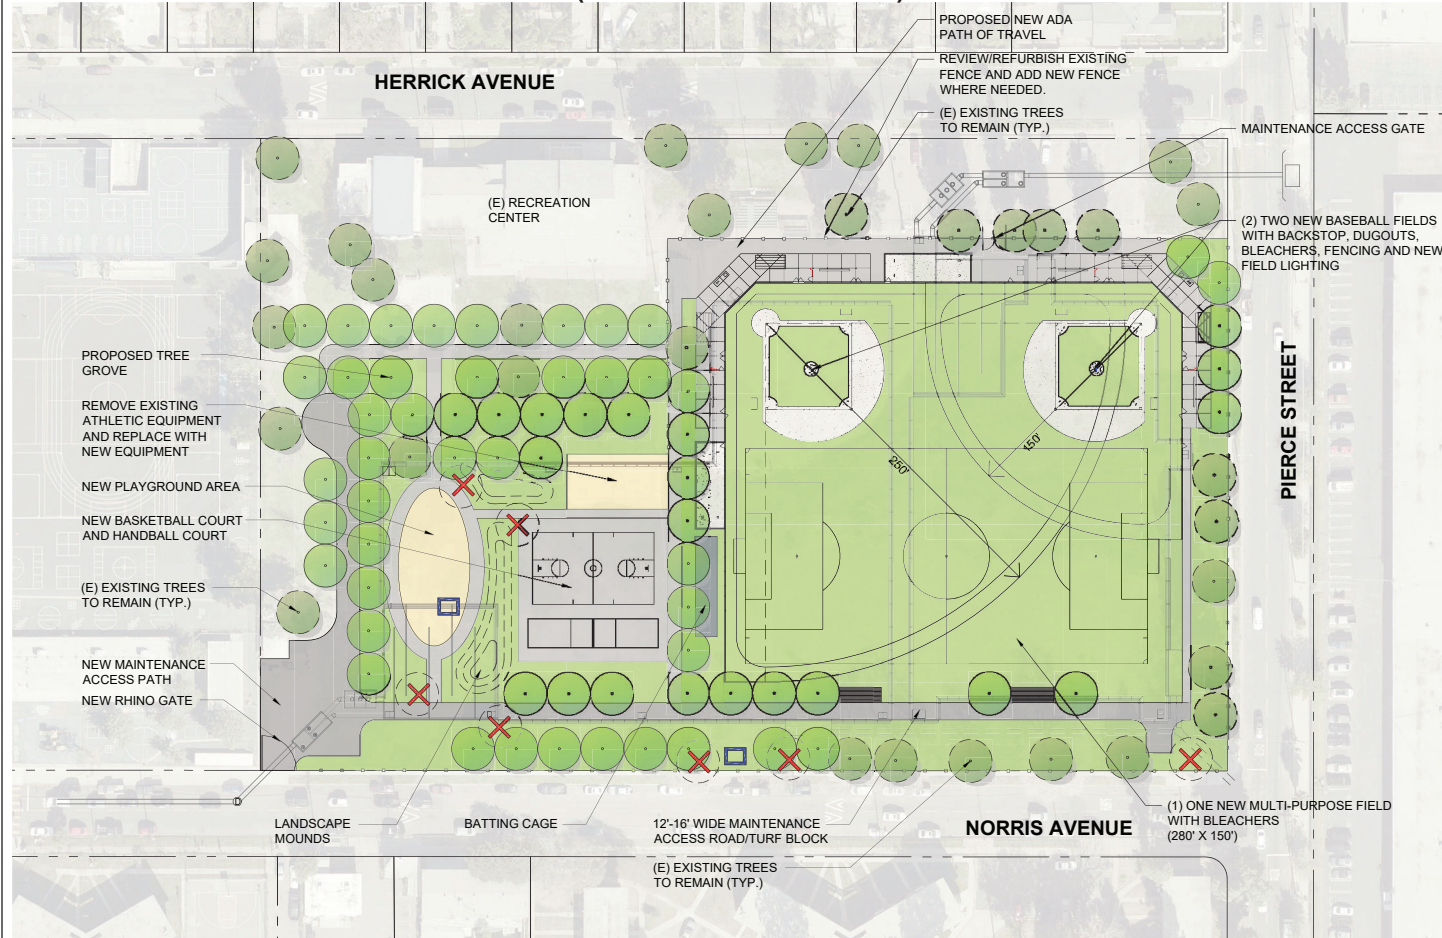 PROPOSED NEW ADA
PATH OF TRAVEL
HERRICK AVENUE
REVIEW/REFURBISH EXISTING
FENCE AND ADD NEW FENCE
WHERE NEEDED.
(E) EXISTING TREES
TO REMAIN (TYP.)
MAINTENANCE ACCESS GATE
(E) RECREATION
CENTER
(2) TWO NEW BASEBALL FIELDS
WITH BACKSTOP, DUGOUTS,
BLEACHERS, FENCING AND NEW
FIELD LIGHTING
PROPOSED TREE
GROVE
REMOVE EXISTING
ATHLETIC EQUIPMENT
AND REPLACE WITH
NEW EQUIPMENT
NEW PLAYGROUND AREA
NEW BASKETBALL COURT
AND HANDBALL COURT
(E) EXISTING TREES
TO REMAIN (TYP.)
NEW MAINTENANCE
ACCESS PATH
NEW RHINO GATE
250'
150'
PIERCE STREET
LANDSCAPE
MOUNDS
BATTING CAGE
12'-16' WIDE MAINTENANCE
ACCESS ROAD/TURF BLOCK
(E) EXISTING TREES
TO REMAIN (TYP.)
NORRIS AVENUE
(1) ONE NEW MULTI-PURPOSE FIELD
WITH BLEACHERS
(280' X 150')